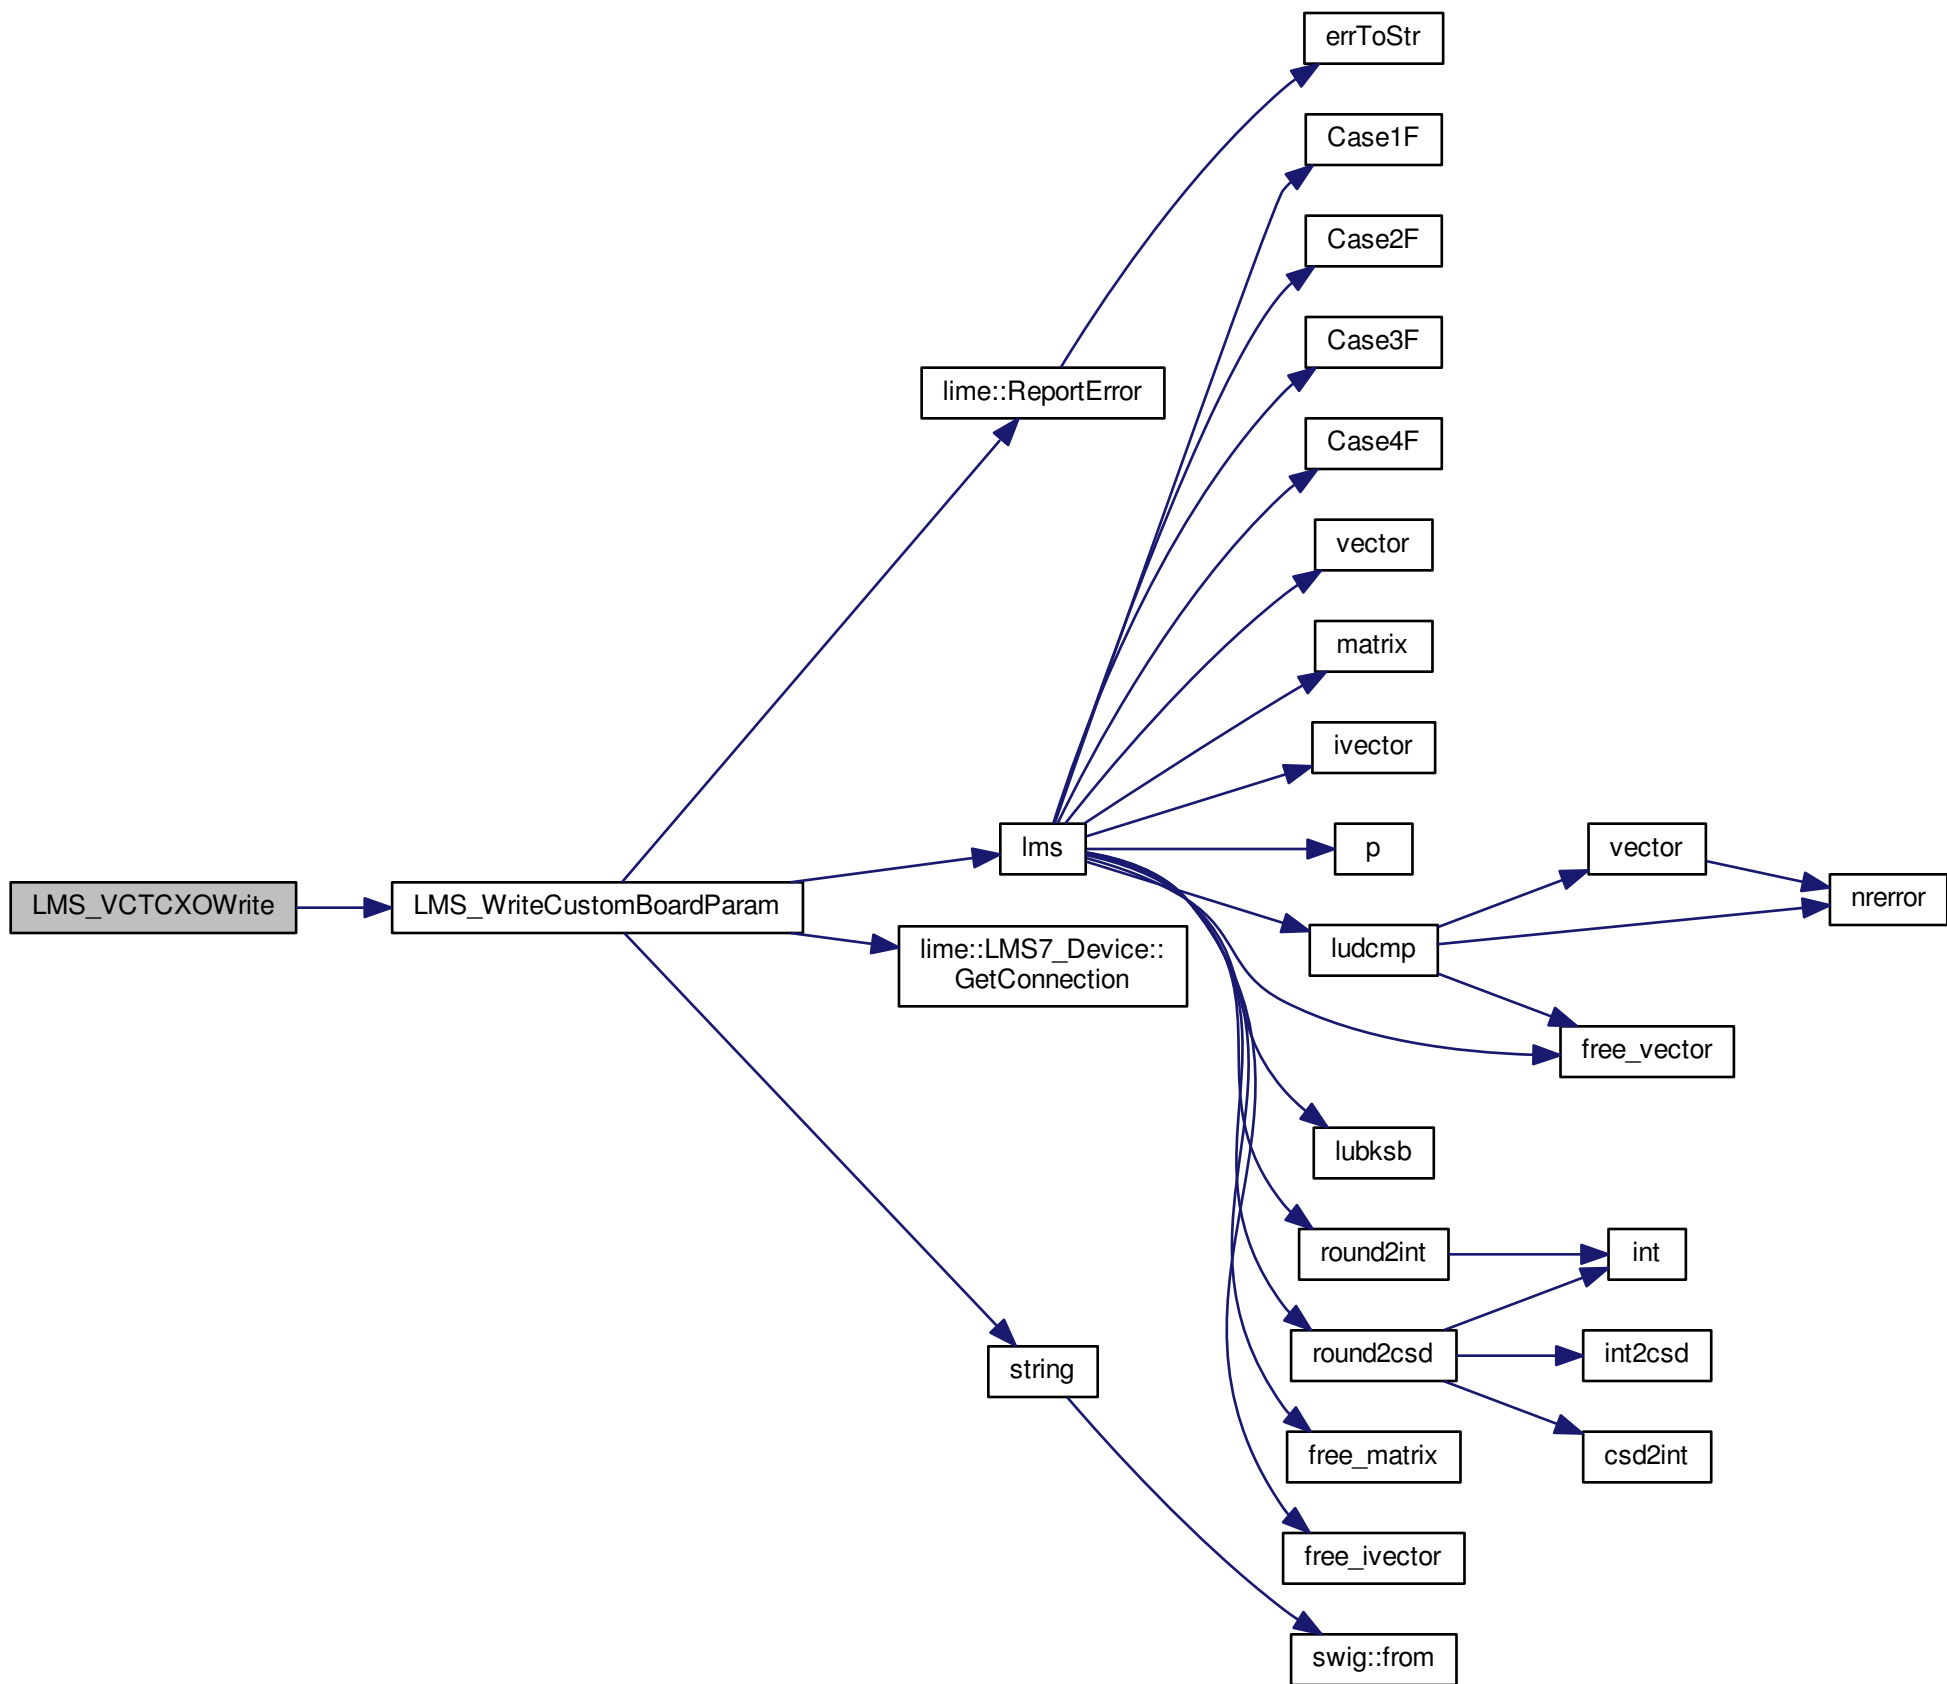 errToStr
Case1F
Case2F
Case3F
lime::ReportError
Case4F
vector
matrix
ivector
lms
p
vector
nrerror
LMS_VCTCXOWrite
LMS_WriteCustomBoardParam
lime::LMS7_Device::
GetConnection
ludcmp
free_vector
lubksb
round2int
int
string
round2csd
int2csd
free_matrix
csd2int
free_ivector
swig::from